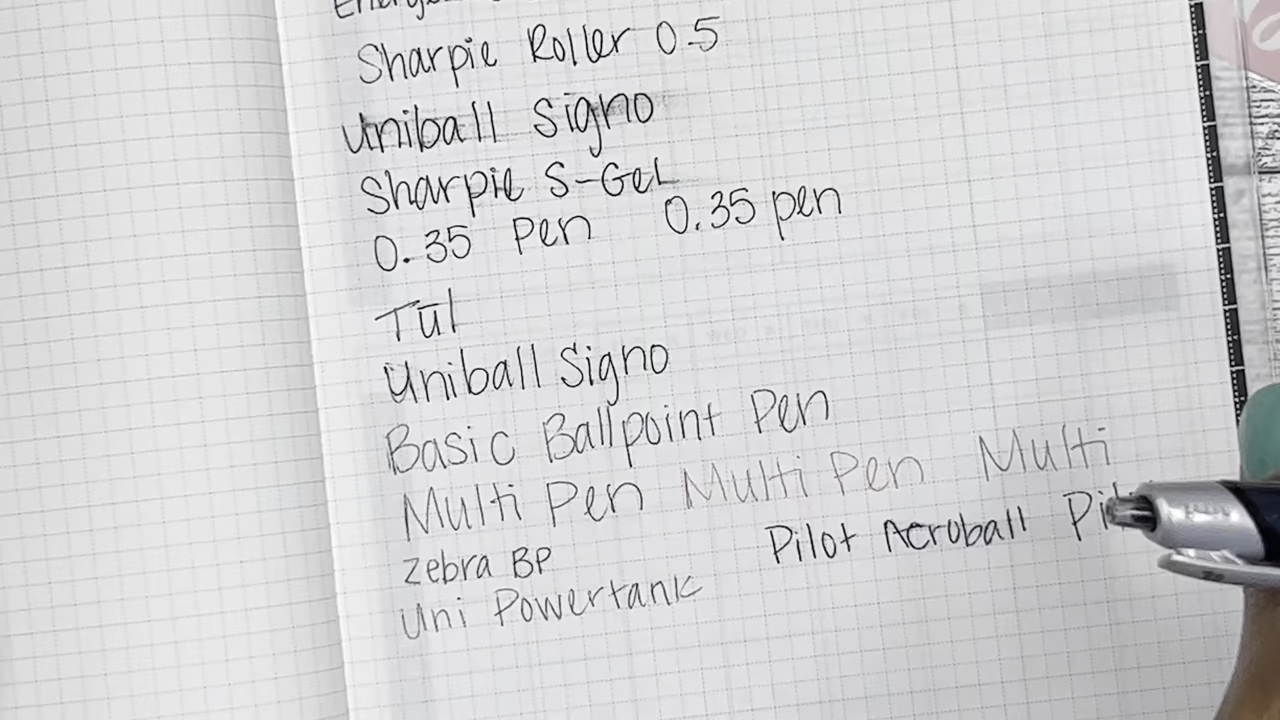 Sharpie Roller 0.5
Uniball Signo
Sharpie S-Gel
0.35 Pen 0.35 pen
Tūl
Uniball Signo
Basic Ballpoint Pen
Multi Pen Multi Pen Multi
Zebra BP
Pilot Acroball Pil
Uni Powertank